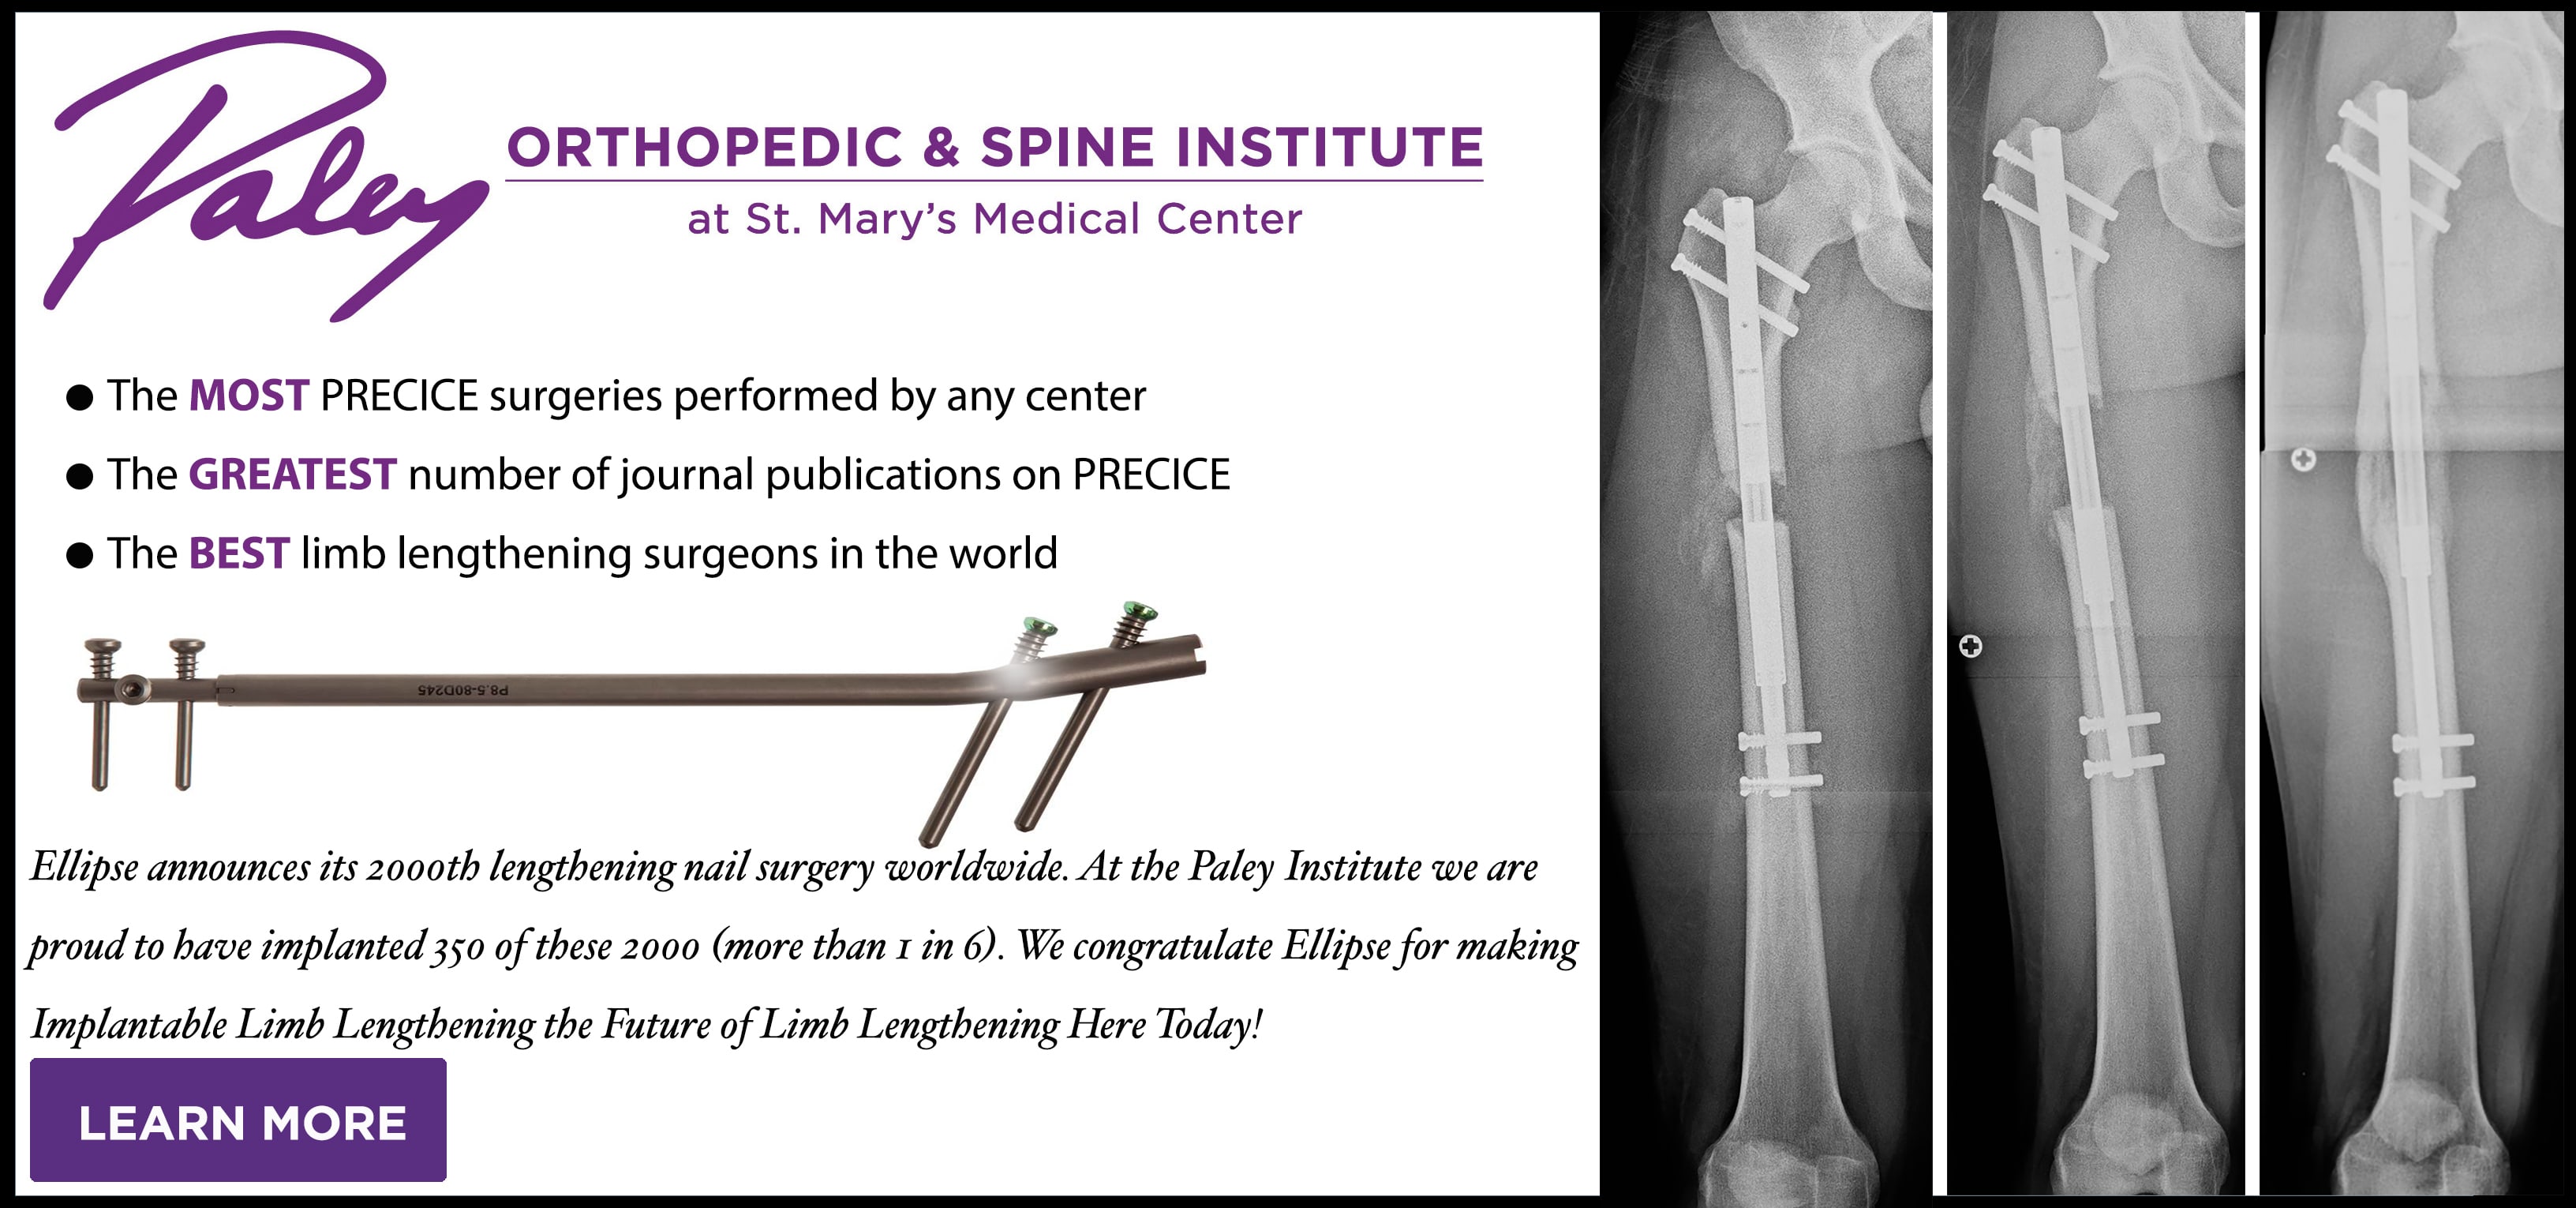 Paley
ORTHOPEDIC & SPINE INSTITUTE
at St. Mary's Medical Center
● The MOST PRECICE surgeries performed by any center
● The GREATEST number of journal publications on PRECICE
● The BEST limb lengthening surgeons in the world
P8.5-80D245
Ellipse announces its 2000th lengthening nail surgery worldwide. At the Paley Institute we are
proud to have implanted 350 of these 2000 (more than 1 in 6). We congratulate Ellipse for making
Implantable Limb Lengthening the Future of Limb Lengthening Here Today!
LEARN MORE